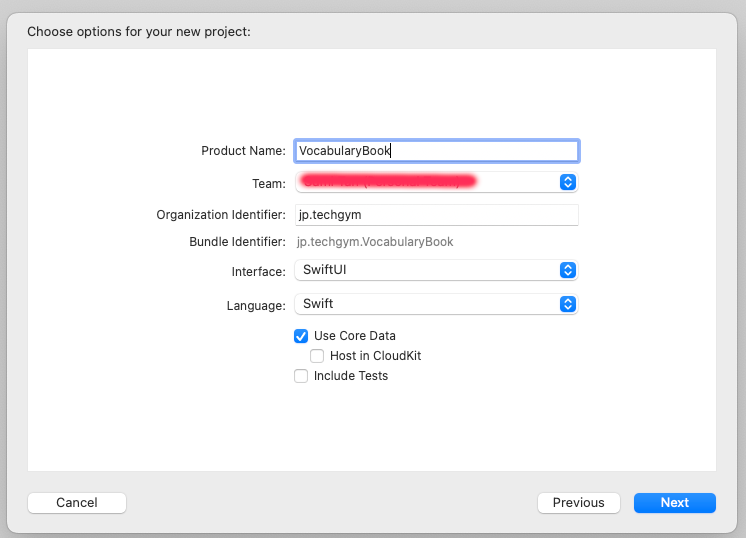 Choose options for your new project:
Product Name: VocabularyBook
Team:
Organization Identifier: jp.techgym
Bundle Identifier: jp.techgym.VocabularyBook
Interface: SwiftUI
Language: Swift
Use Core Data
Host in CloudKit
Include Tests
Cancel Previous Next